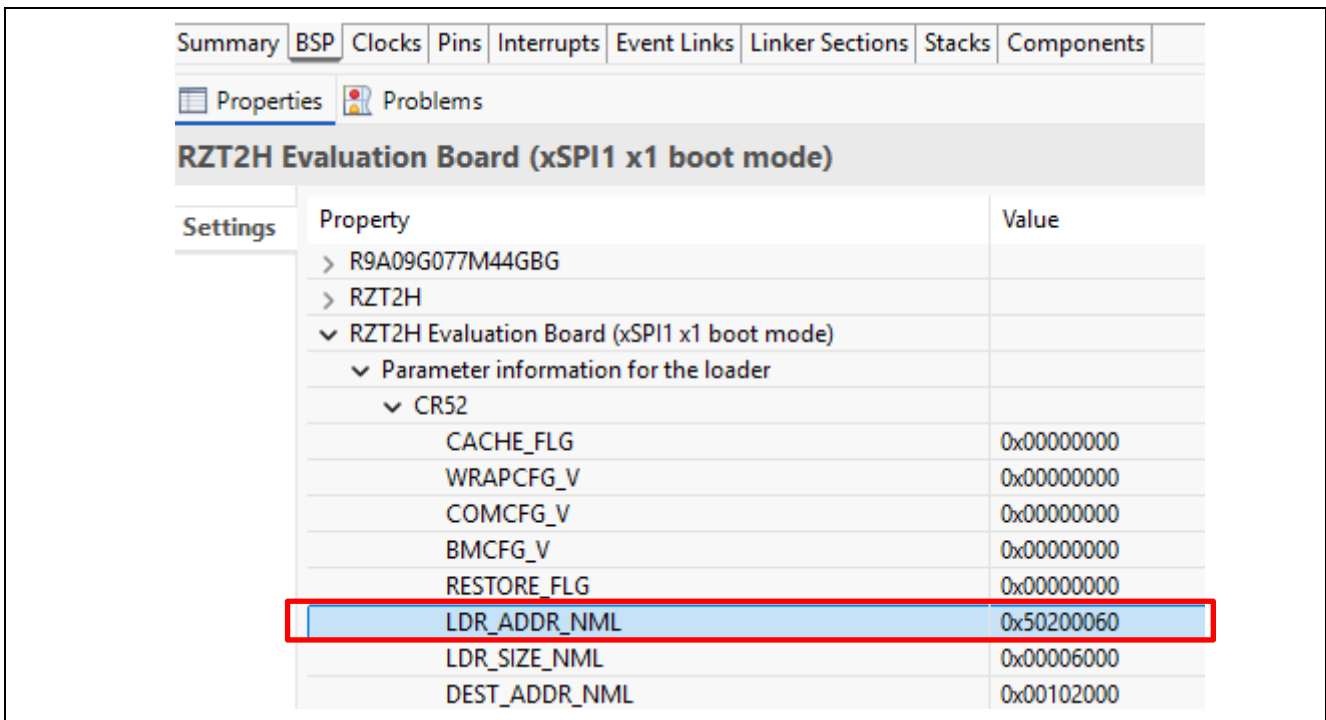 Summary BSP Clocks Pins Interrupts Event Links Linker Sections Stacks Components
Properties Problems
RZT2H Evaluation Board (xSPI1 x1 boot mode)
Settings Property Value
R9A09G077M44GBG
RZT2H
RZT2H Evaluation Board (xSPI1 x1 boot mode)
Parameter information for the loader
CR52
CACHE_FLG 0x00000000
WRAPCFG_V 0x00000000
COMCFG_V 0x00000000
BMCFG_V 0x00000000
RESTORE_FLG 0x00000000
LDR_ADDR_NML 0x50200060
LDR_SIZE_NML 0x00006000
DEST_ADDR_NML 0x00102000